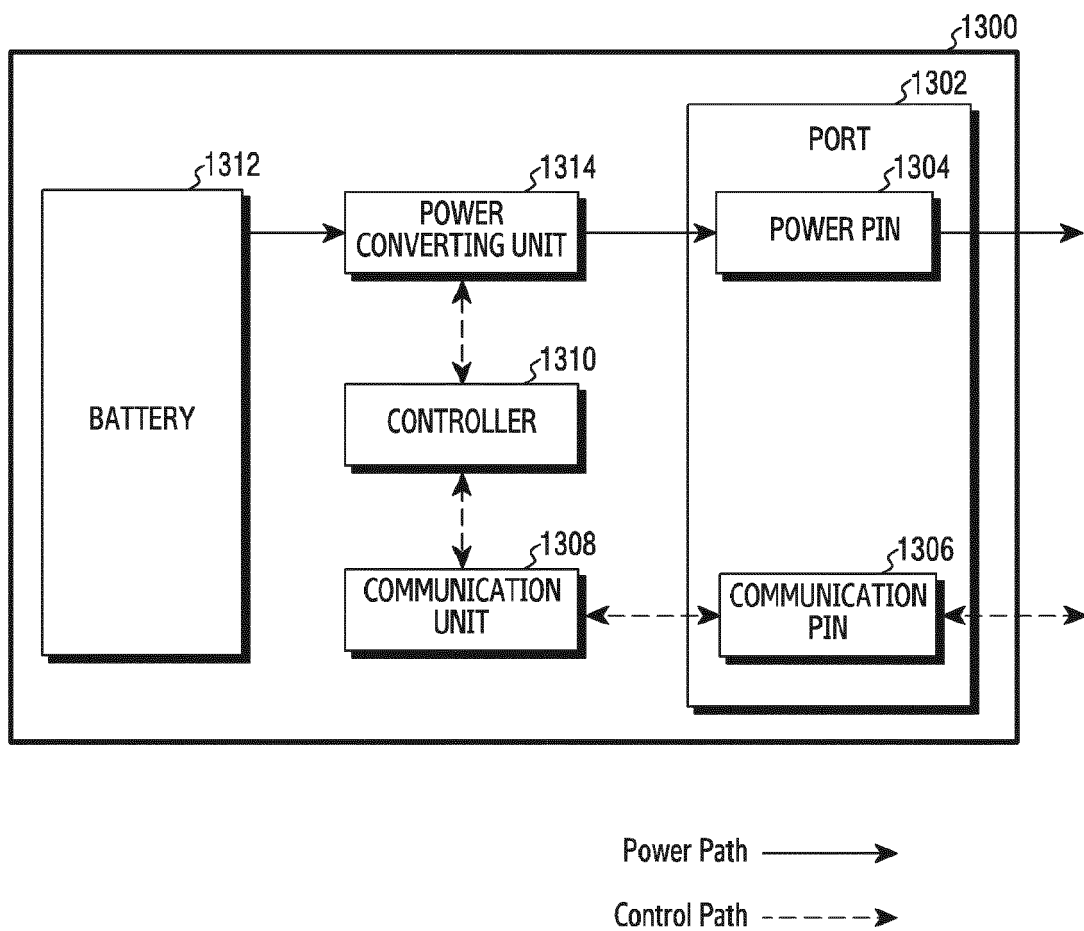 1300
1302
PORT
1312
1314
1304
POWER
CONVERTING UNIT
POWER PIN
1310
BATTERY
CONTROLLER
1308
1306
COMMUNICATION
UNIT
COMMUNICATION
PIN
Power Path
Control Path